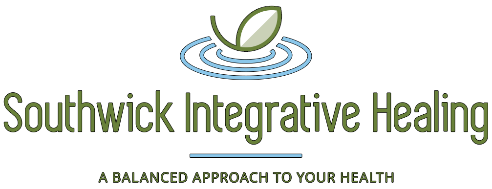 Southwick Integrative Healing
A BALANCED APPROACH TO YOUR HEALTH